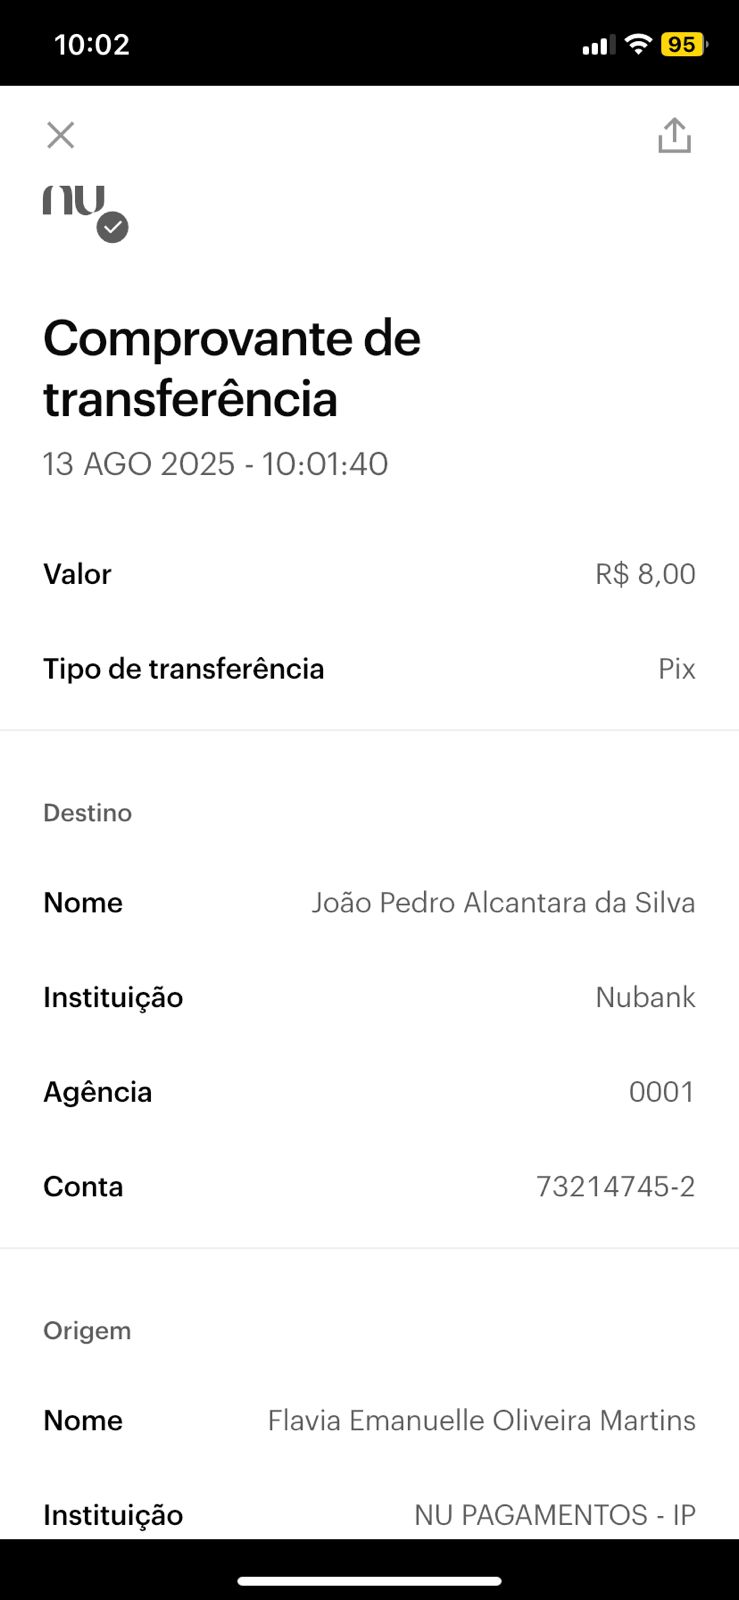 10:02
95
nu
Comprovante de
transferência
13 AGO 2025 - 10:01:40
Valor R$ 8,00
Tipo de transferência Pix
Destino
Nome João Pedro Alcantara da Silva
Instituição Nubank
Agência 0001
Conta 73214745-2
Origem
Nome Flavia Emanuelle Oliveira Martins
Instituição NU PAGAMENTOS - IP